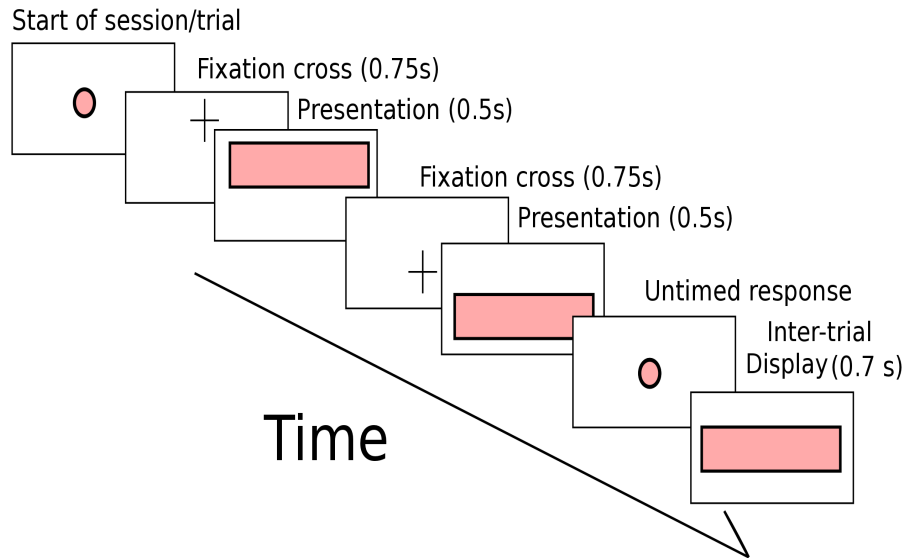 Start of session/trial
Fixation cross (0.75s)
Presentation (0.5s)
Fixation cross (0.75s)
Presentation (0.5s)
Untimed response
Inter-trial
Display(0.7 s)
Time